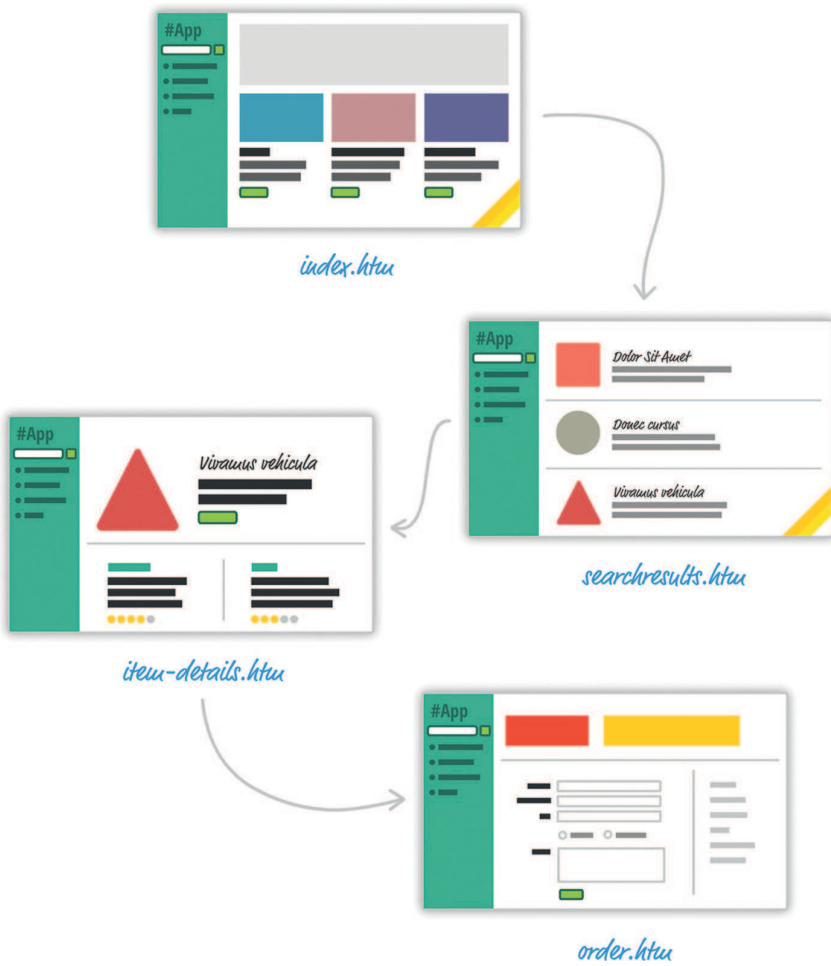 #App
index.htm
#App
Dolor Sit Amet
Donec cursus
Vivamus vehicula
searchresults.htm
#App
Vivamus vehicula
item-details.htm
#App
order.htm